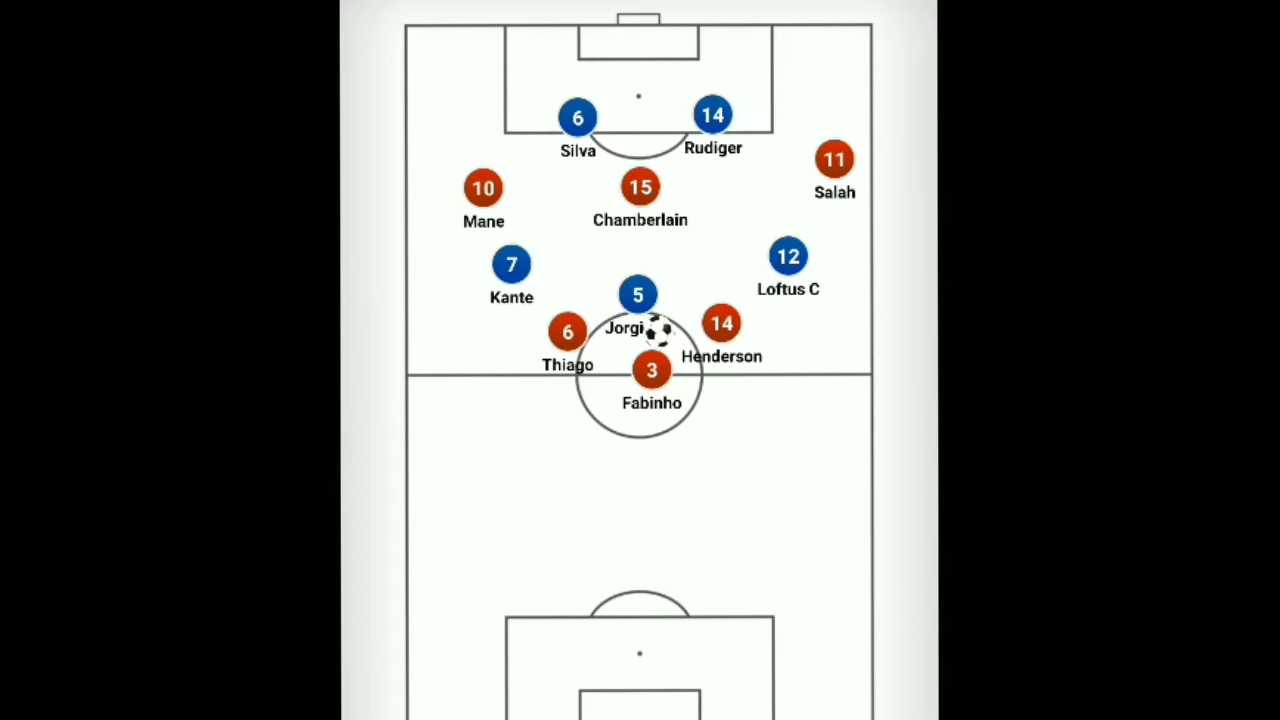 6
14
Silva
Rudiger
11
10
15
Salah
Mane
Chamberlain
7
12
Kante
Loftus C
5
6
Jorgi
14
Thiago
Henderson
3
Fabinho